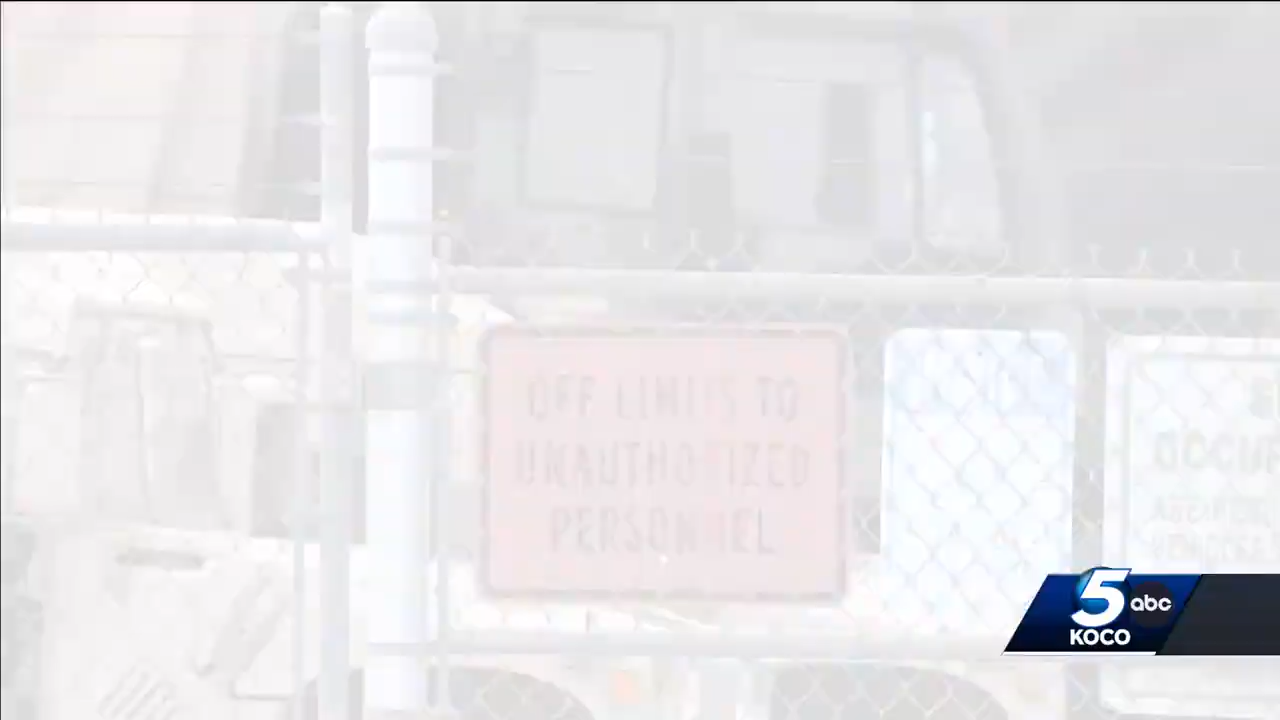 OFF LIMITS TO
UNAUTHORIZED
PERSONNEL
5 abc
KOCO